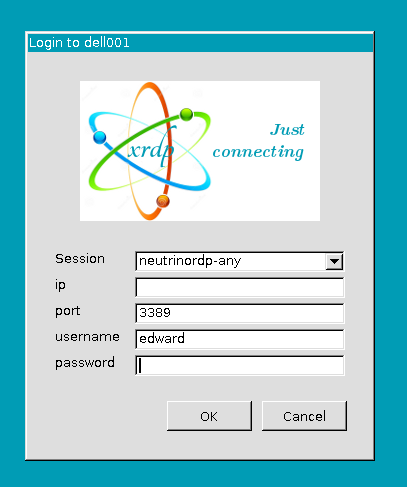 Login to dell001
xrdp
Just
connecting
Session neutrinordp-any
ip
port 3389
username edward
password
OK Cancel